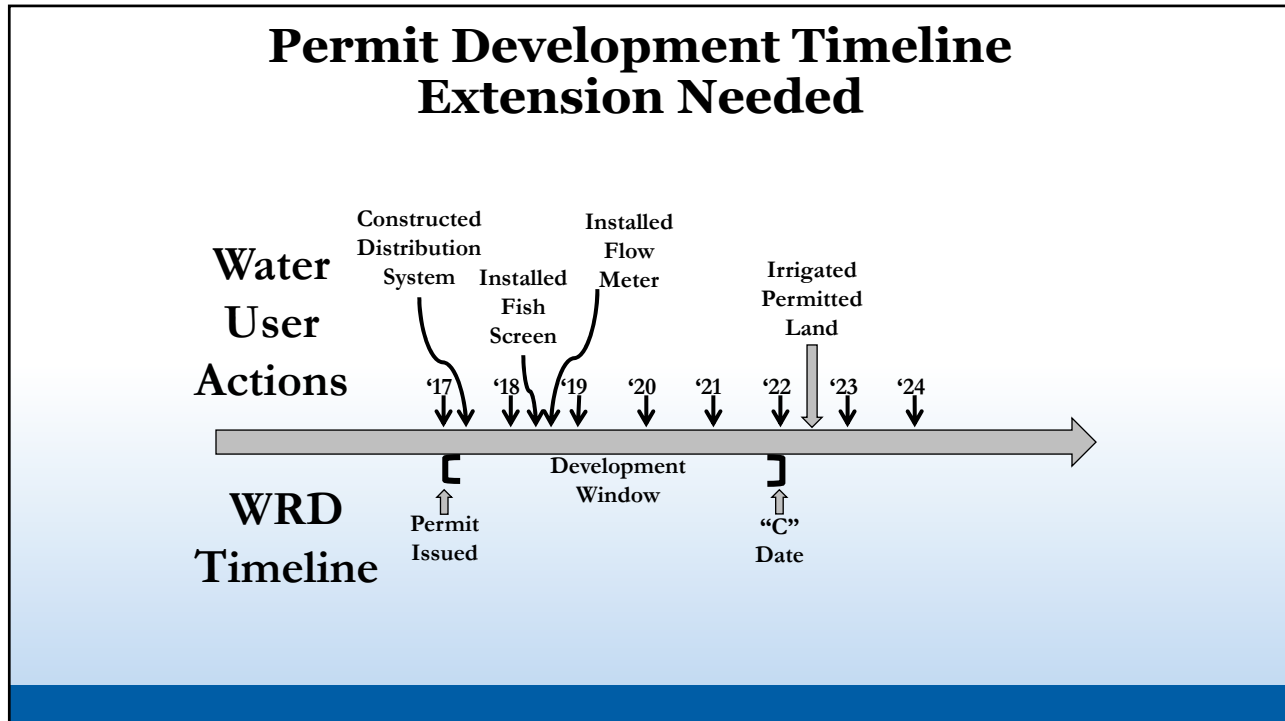 Permit Development Timeline
Extension Needed
Water
User
Actions
Constructed
Distribution
System
Installed
Fish
Screen
Installed
Flow
Meter
Irrigated
Permitted
Land
‘17 ‘18 ‘19 ‘20 ‘21 ‘22 ‘23 ‘24
WRD
Timeline
Permit
Issued
Development
Window
“C”
Date